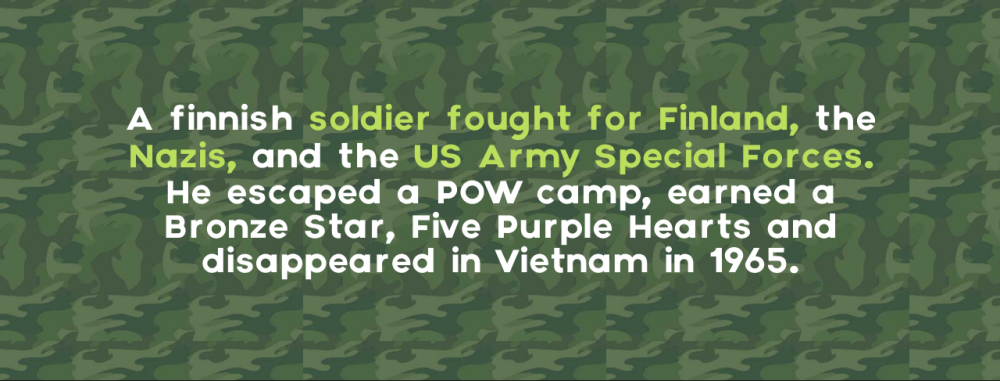 A finnish soldier fought for Finland, the
Nazis, and the US Army Special Forces.
He escaped a POW camp, earned a
Bronze Star, Five Purple Hearts and
disappeared in Vietnam in 1965.